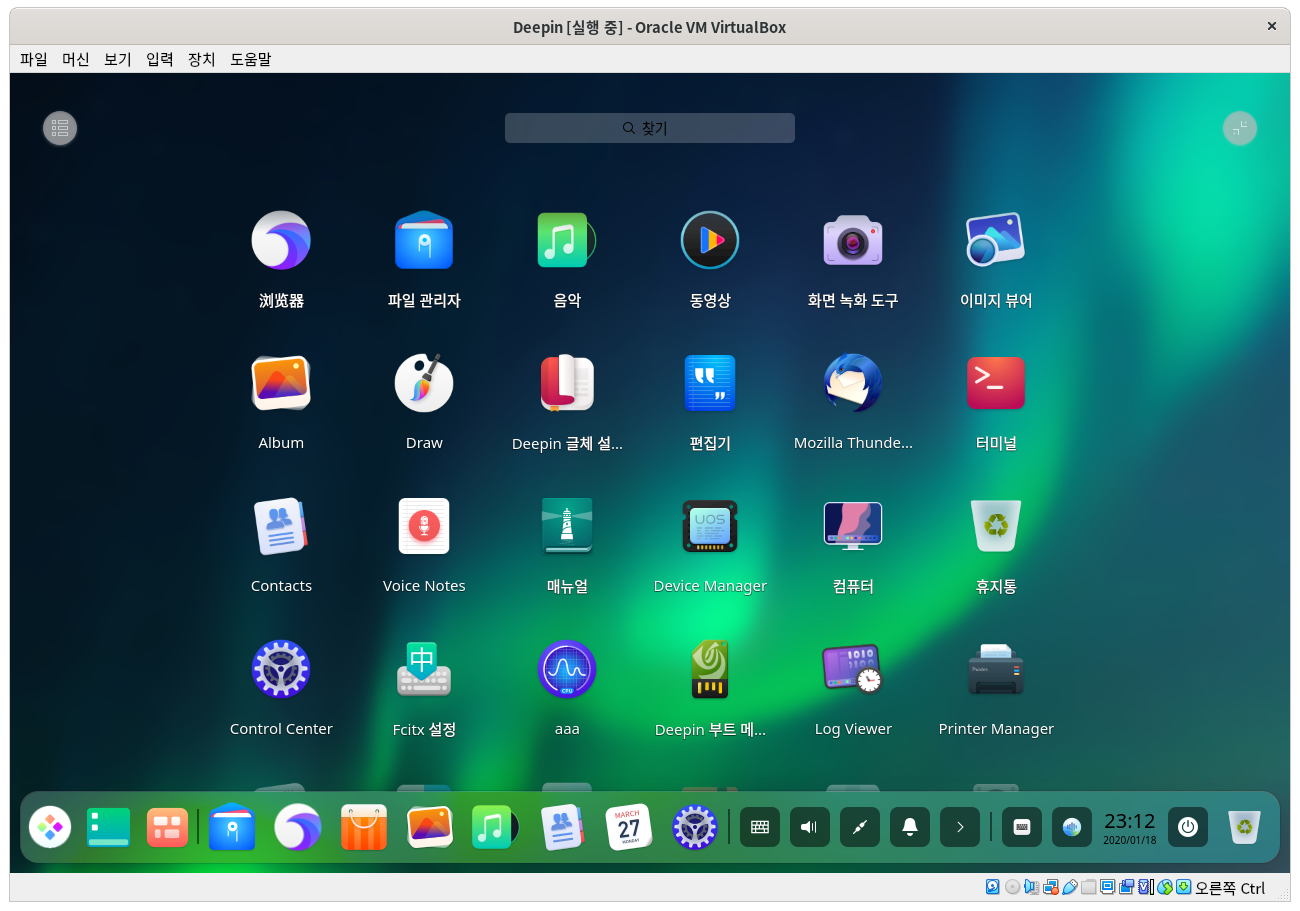 Deepin [실행 중] - Oracle VM VirtualBox
파일 머신 보기 입력 장치 도움말
찾기
浏览器 파일 관리자 음악 동영상 화면 녹화 도구 이미지 뷰어
Album Draw Deepin 글체 설... 편집기 Mozilla Thunde... 터미널
UOS
Contacts Voice Notes 매뉴얼 Device Manager 컴퓨터 휴지통
中
CPU
1010
Control Center Fcitx 설정 aaa Deepin 부트 메... Log Viewer Printer Manager
MARCH
27
MONDAY
23:12
2020/01/18
오른쪽 Ctrl